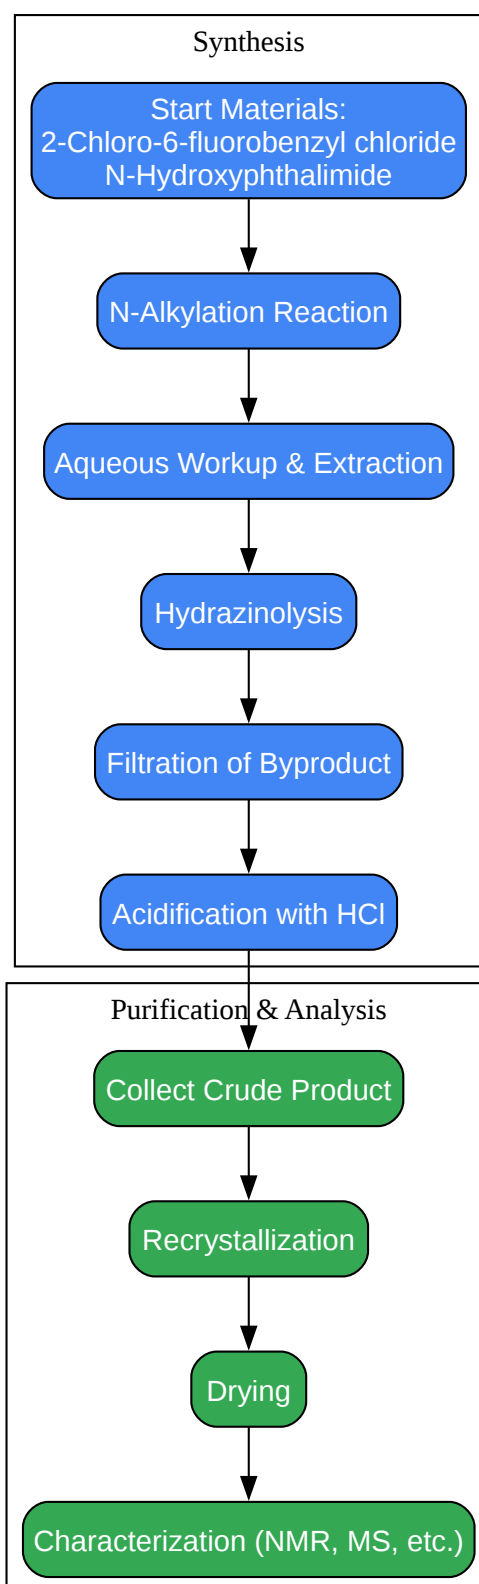 Synthesis
Start Materials:
2-Chloro-6-fluorobenzyl chloride
N-Hydroxyphthalimide
N-Alkylation Reaction
Aqueous Workup & Extraction
Hydrazinolysis
Filtration of Byproduct
Acidification with HCl
Purification & Analysis
Collect Crude Product
Recrystallization
Drying
Characterization (NMR, MS, etc.)